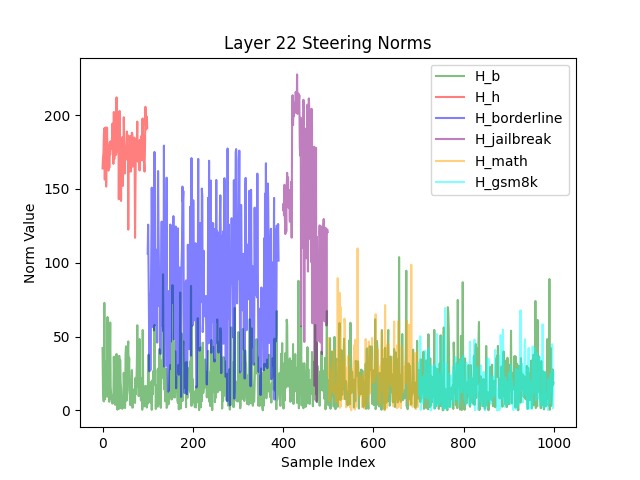 Layer 22 Steering Norms
H_b
H_h
H_borderline
H_jailbreak
H_math
H_gsm8k
Norm Value
200
150
100
50
0
0
200
400
600
800
1000
Sample Index